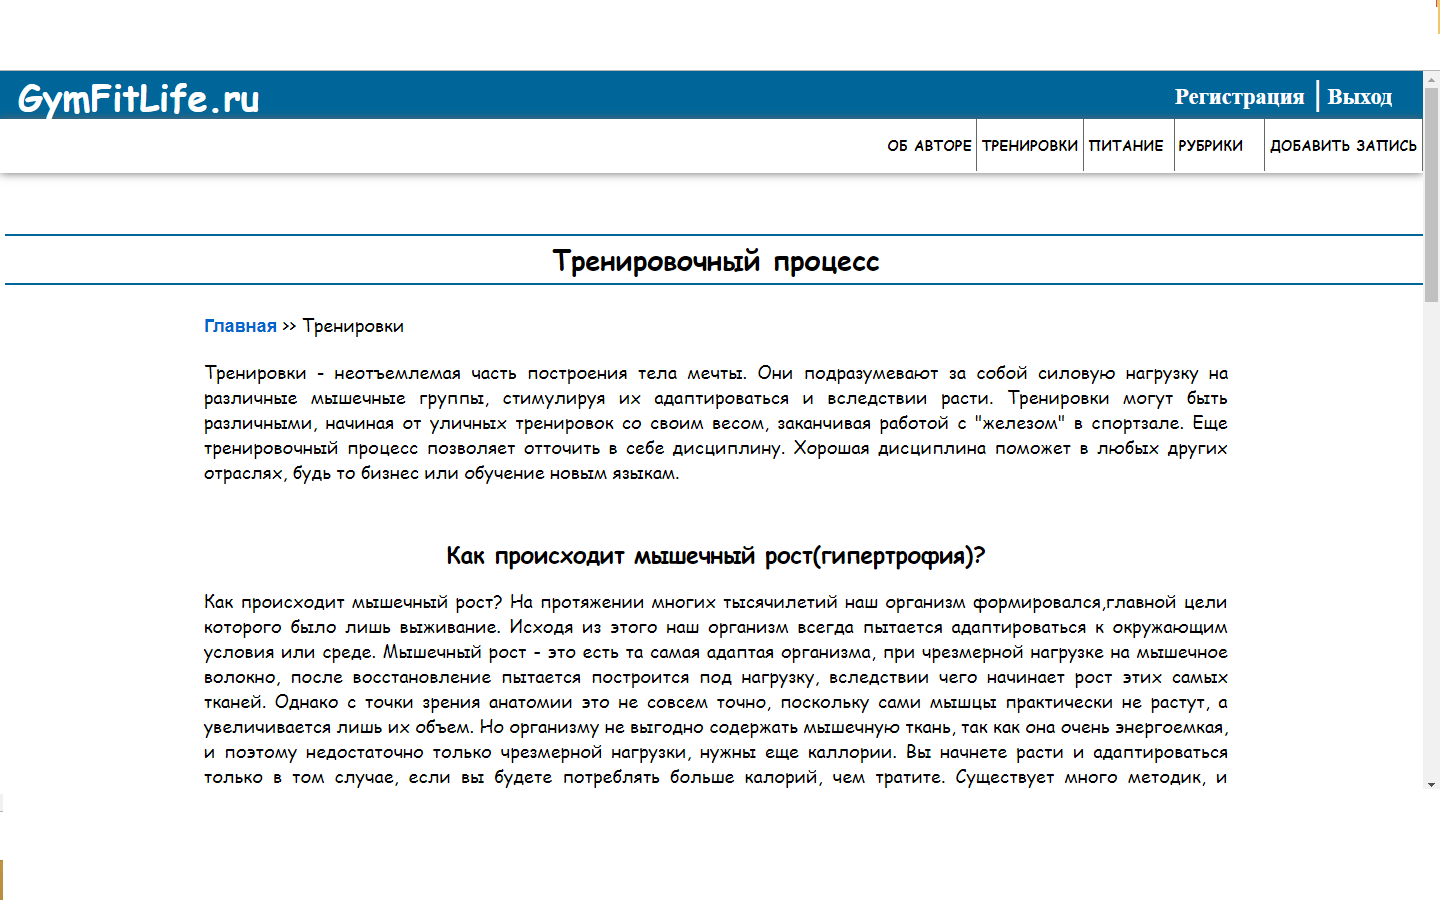 GymFitLife.ru
Регистрация | Выход
ОБ АВТОРЕ
ТРЕНИРОВКИ
ПИТАНИЕ
РУБРИКИ
ДОБАВИТЬ ЗАПИСЬ
Тренировочный процесс
Главная >> Тренировки
Тренировки - неотъемлемая часть построения тела мечты. Они подразумевают за собой силовую нагрузку на
различные мышечные группы, стимулируя их адаптироваться и вследствии расти. Тренировки могут быть
различными, начиная от уличных тренировок со своим весом, заканчивая работой с "железом" в спортзале. Еще
тренировочный процесс позволяет отточить в себе дисциплину. Хорошая дисциплина поможет в любых других
отраслях, будь то бизнес или обучение новым языкам.
Как происходит мышечный рост(гипертрофия)?
Как происходит мышечный рост? На протяжении многих тысячилетий наш организм формировался,главной цели
которого было лишь выживание. Исходя из этого наш организм всегда пытается адаптироваться к окружающим
условия или среде. Мышечный рост - это есть та самая адаптая организма, при чрезмерной нагрузке на мышечное
волокно, после восстановление пытается построится под нагрузку, вследствии чего начинает рост этих самых
тканей. Однако с точки зрения анатомии это не совсем точно, поскольку сами мышцы практически не растут, а
увеличивается лишь их объем. Но организму не выгодно содержать мышечную ткань, так как она очень энергоемкая,
и поэтому недостаточно только чрезмерной нагрузки, нужны еще каллории. Вы начнете расти и адаптироваться
только в том случае, если вы будете потреблять больше калорий, чем тратите. Существует много методик, и